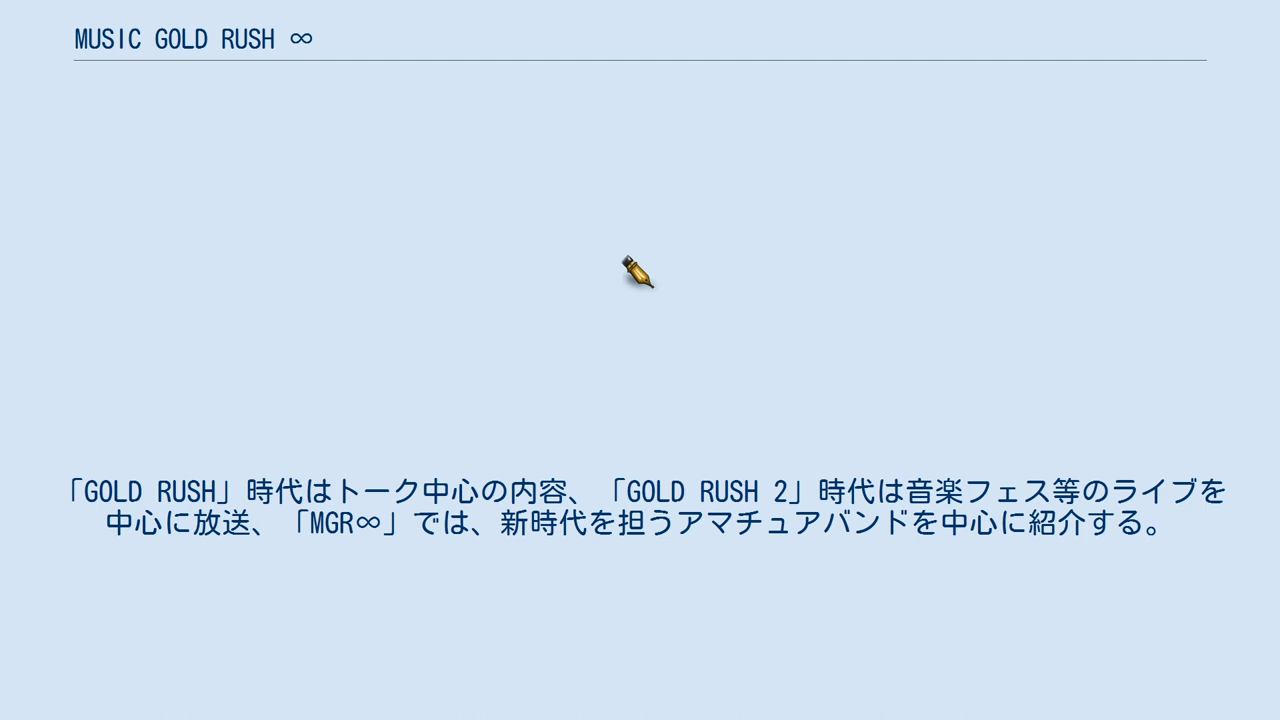 MUSIC GOLD RUSH ∞
「GOLD RUSH」時代はトーク中心の内容、「GOLD RUSH 2」時代は音楽フェス等のライブを
中心に放送、「MGR∞」では、新時代を担うアマチュアバンドを中心に紹介する。